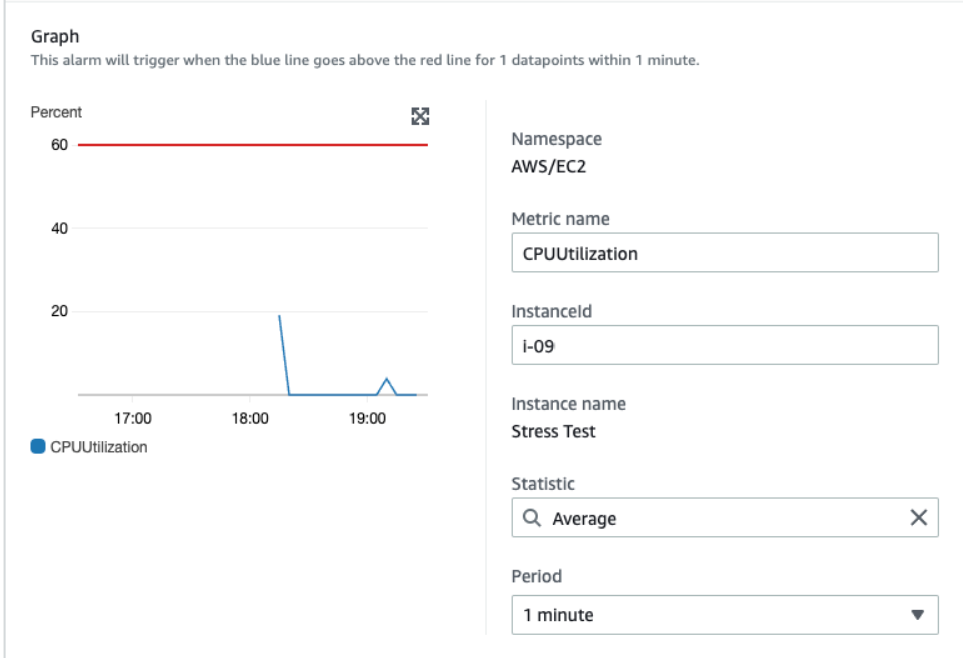 Graph
This alarm will trigger when the blue line goes above the red line for 1 datapoints within 1 minute.
Percent
60
40
20
17:00 18:00 19:00
CPUUtilization
Namespace
AWS/EC2
Metric name
CPUUtilization
InstanceId
i-09
Instance name
Stress Test
Statistic
Average
Period
1 minute